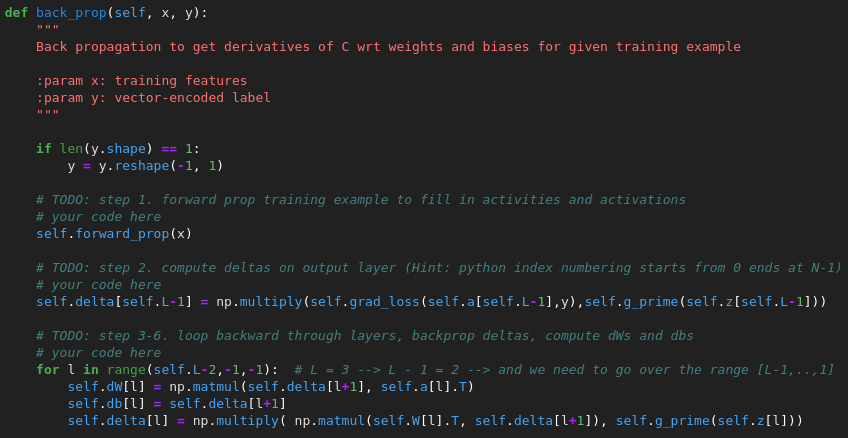 def back_prop(self, x, y):
    """
    Back propagation to get derivatives of C wrt weights and biases for given training example

    :param x: training features
    :param y: vector-encoded label
    """

    if len(y.shape) == 1:
        y = y.reshape(-1, 1)

    # TODO: step 1. forward prop training example to fill in activities and activations
    # your code here
    self.forward_prop(x)

    # TODO: step 2. compute deltas on output layer (Hint: python index numbering starts from 0 ends at N-1)
    # your code here
    self.delta[self.L-1] = np.multiply(self.grad_loss(self.a[self.L-1],y),self.g_prime(self.z[self.L-1]))

    # TODO: step 3-6. loop backward through layers, backprop deltas, compute dWs and dbs
    # your code here
    for l in range(self.L-2,-1,-1):  # L = 3 --> L - 1 = 2 --> and we need to go over the range [L-1,..,1]
        self.dW[l] = np.matmul(self.delta[l+1], self.a[l].T)
        self.db[l] = self.delta[l+1]
        self.delta[l] = np.multiply( np.matmul(self.W[l].T, self.delta[l+1]), self.g_prime(self.z[l]))